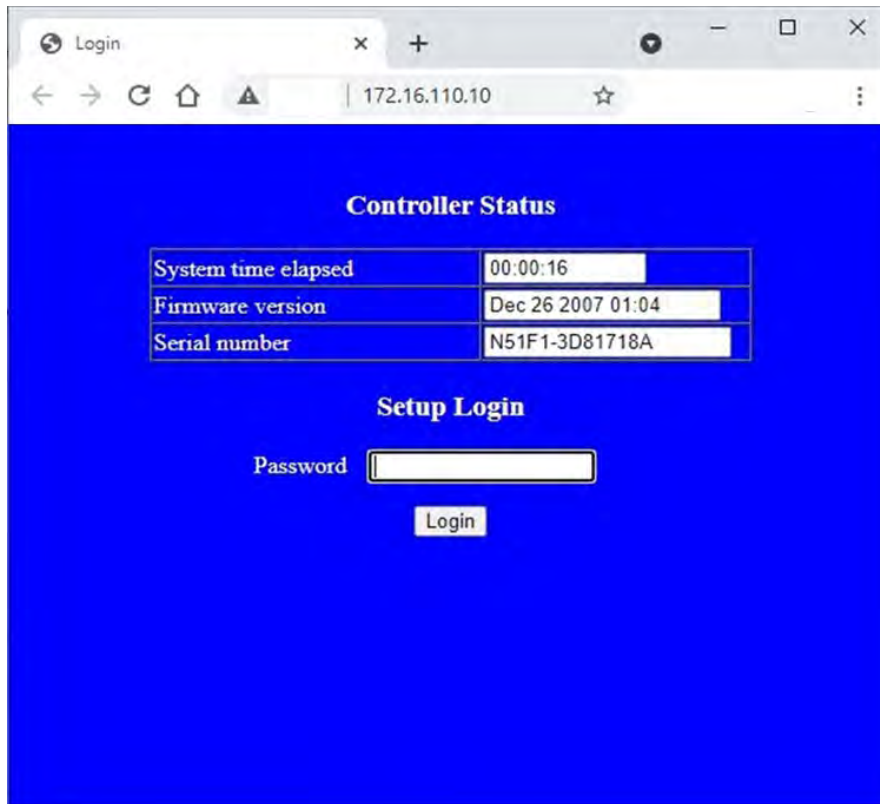 Login
172.16.110.10
Controller Status
System time elapsed 00:00:16
Firmware version Dec 26 2007 01:04
Serial number N51F1-3D81718A
Setup Login
Password
Login